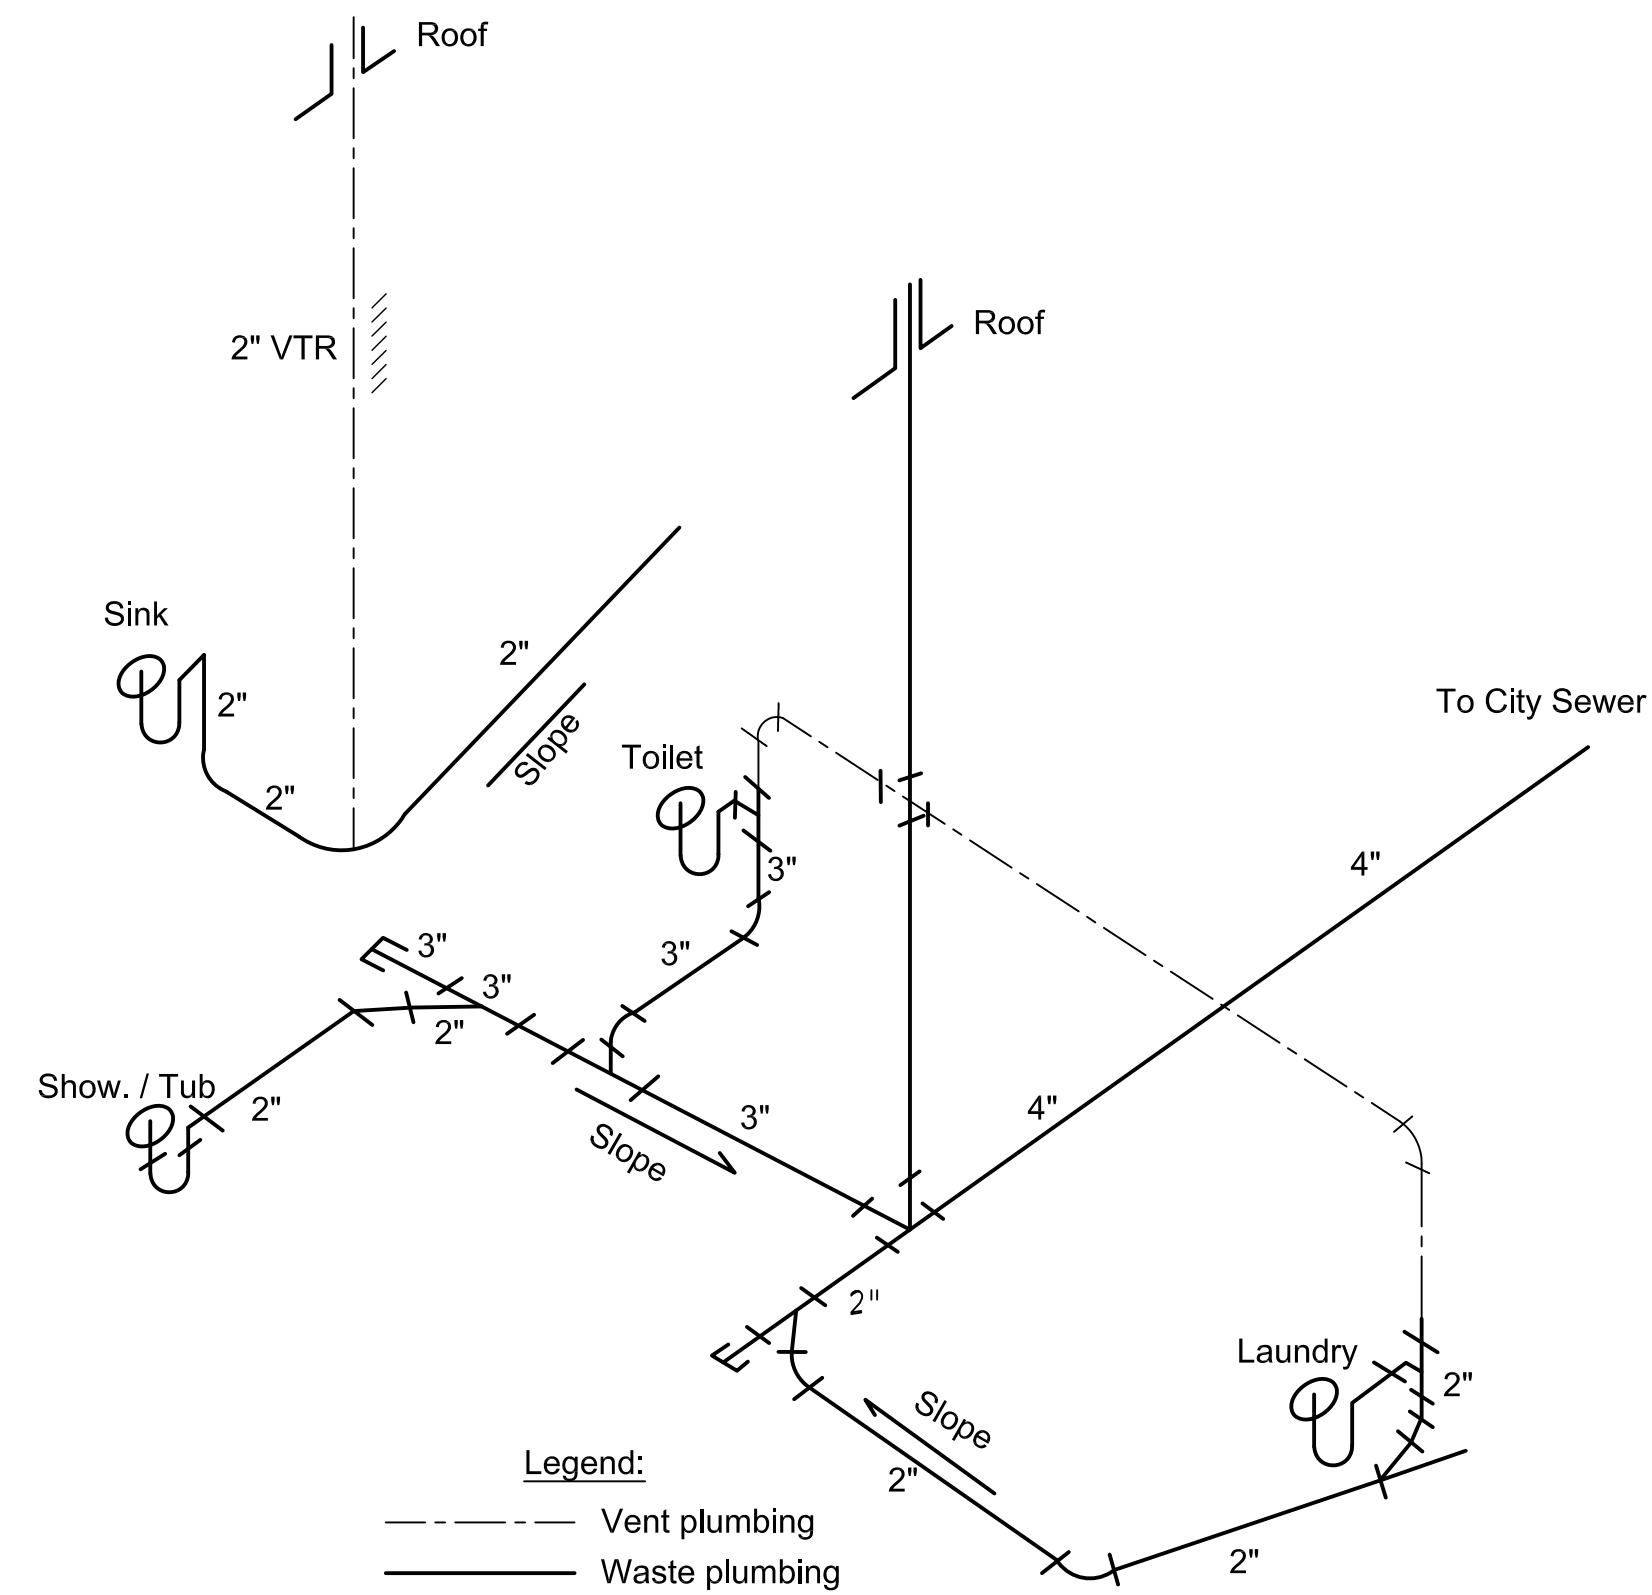 Roof
Roof
2" VTR
Sink
2"
2"
2"
Slope
To City Sewer
Toilet
3"
4"
3"
3"
3"
2"
Show. / Tub
2"
4"
3"
Slope
2"
Laundry
2"
Slope
2"
2"
Legend:
Vent plumbing
Waste plumbing